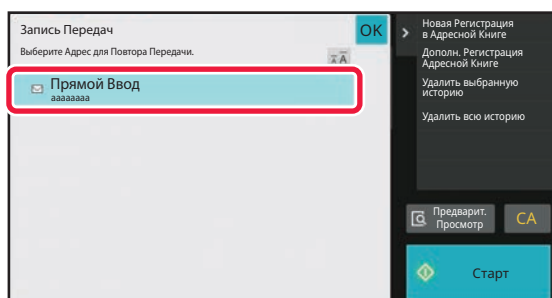 Запись Передач
OK
Выберите Адрес для Повтора Передачи.
Прямой Ввод
aaaaaaaa
Новая Регистрация
в Адресной Книге
Дополн. Регистрация
Адресной Книге
Удалить выбранную
историю
Удалить всю историю
Предварит.
Просмотр
CA
Старт